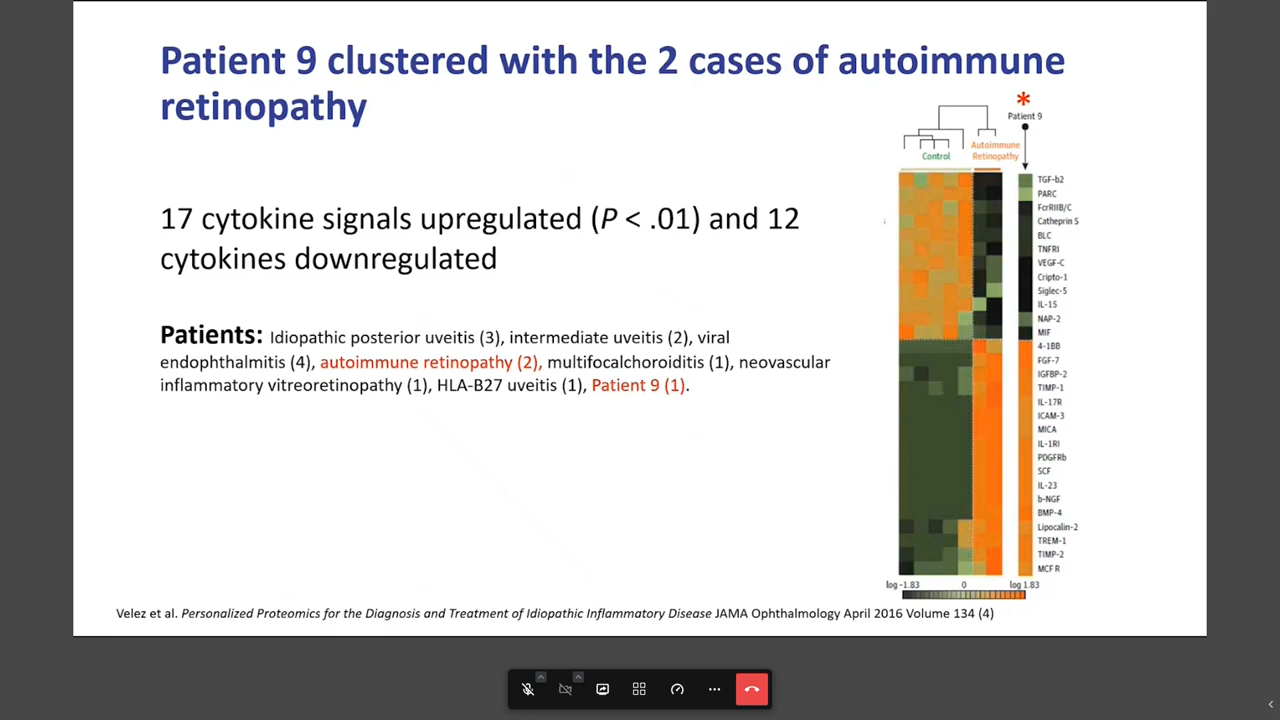 Patient 9 clustered with the 2 cases of autoimmune
retinopathy
*
Patient 9
Control
Autoimmune
Retinopathy
17 cytokine signals upregulated (P < .01) and 12
cytokines downregulated
Patients: Idiopathic posterior uveitis (3), intermediate uveitis (2), viral
endophthalmitis (4), autoimmune retinopathy (2), multifocalchoroiditis (1), neovascular
inflammatory vitreoretinopathy (1), HLA-B27 uveitis (1), Patient 9 (1).
TGF-b2
PARC
FcrRIIB/C
Catheprin S
BLC
TNFRI
VEGF-C
Cripto-1
Siglec-5
IL-15
NAP-2
MIF
4-1BB
FGF-7
IGFBP-2
TIMP-1
IL-17R
ICAM-3
MICA
IL-1RI
PDGFRb
SCF
IL-23
b-NGF
BMP-4
Lipocalin-2
TREM-1
TIMP-2
MCF R
log -1.83 0 log 1.83
Velez et al. Personalized Proteomics for the Diagnosis and Treatment of Idiopathic Inflammatory Disease JAMA Ophthalmology April 2016 Volume 134 (4)